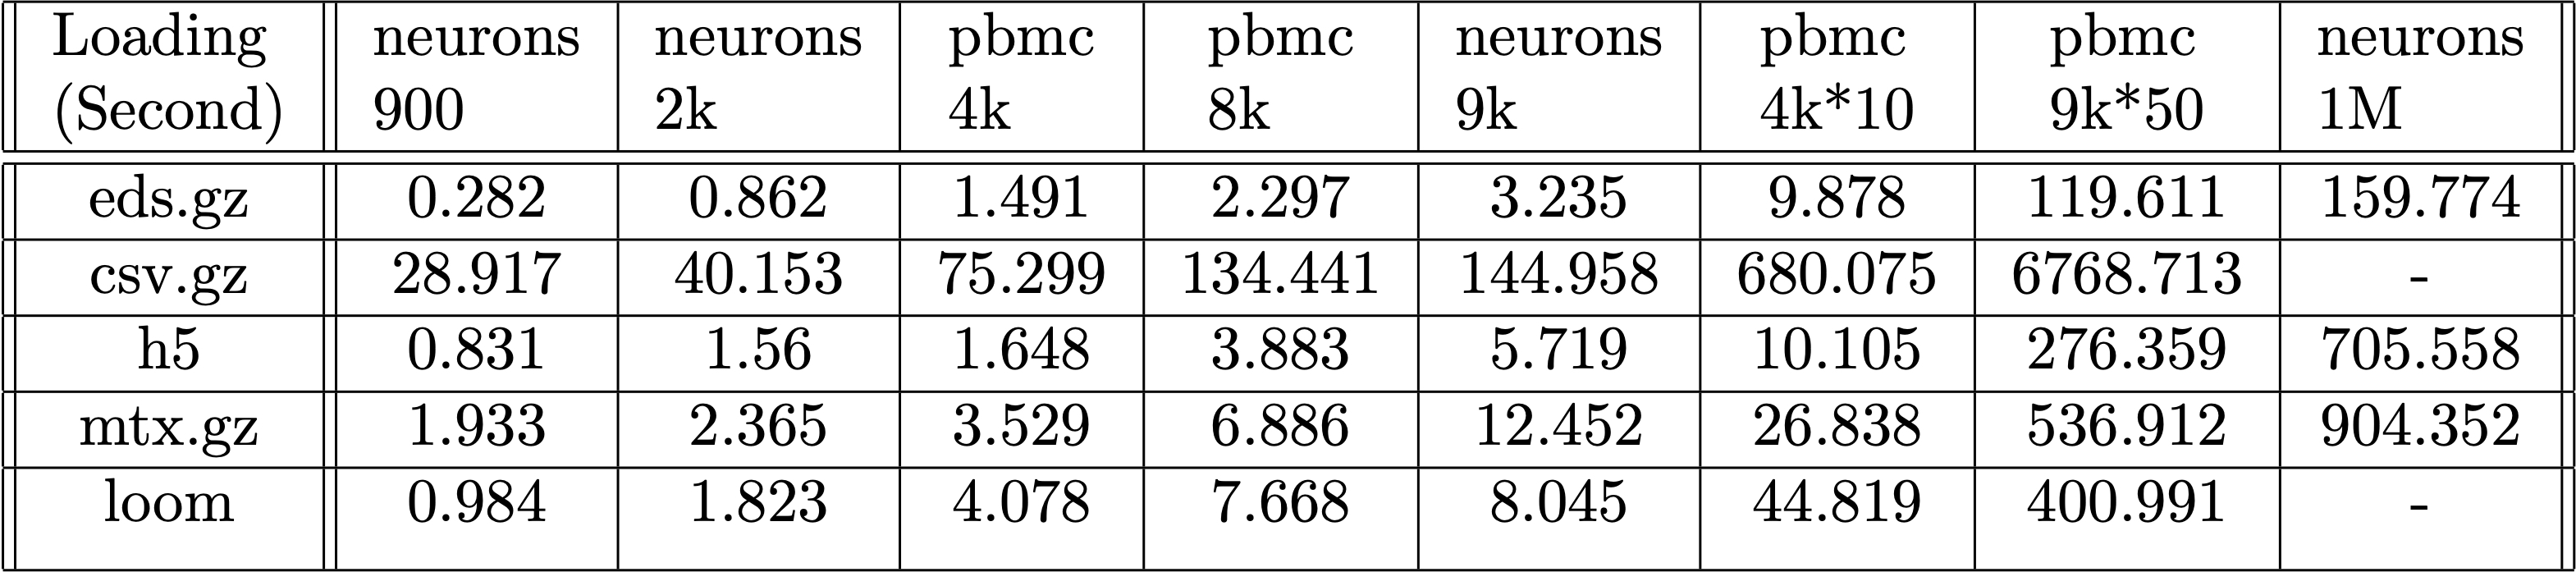 Loading neurons neurons pbmc pbmc neurons pbmc pbmc neurons
(Second) 900 2k 4k 8k 9k 4k*10 9k*50 1M
eds.gz 0.282 0.862 1.491 2.297 3.235 9.878 119.611 159.774
csv.gz 28.917 40.153 75.299 134.441 144.958 680.075 6768.713 -
h5 0.831 1.56 1.648 3.883 5.719 10.105 276.359 705.558
mtx.gz 1.933 2.365 3.529 6.886 12.452 26.838 536.912 904.352
loom 0.984 1.823 4.078 7.668 8.045 44.819 400.991 -